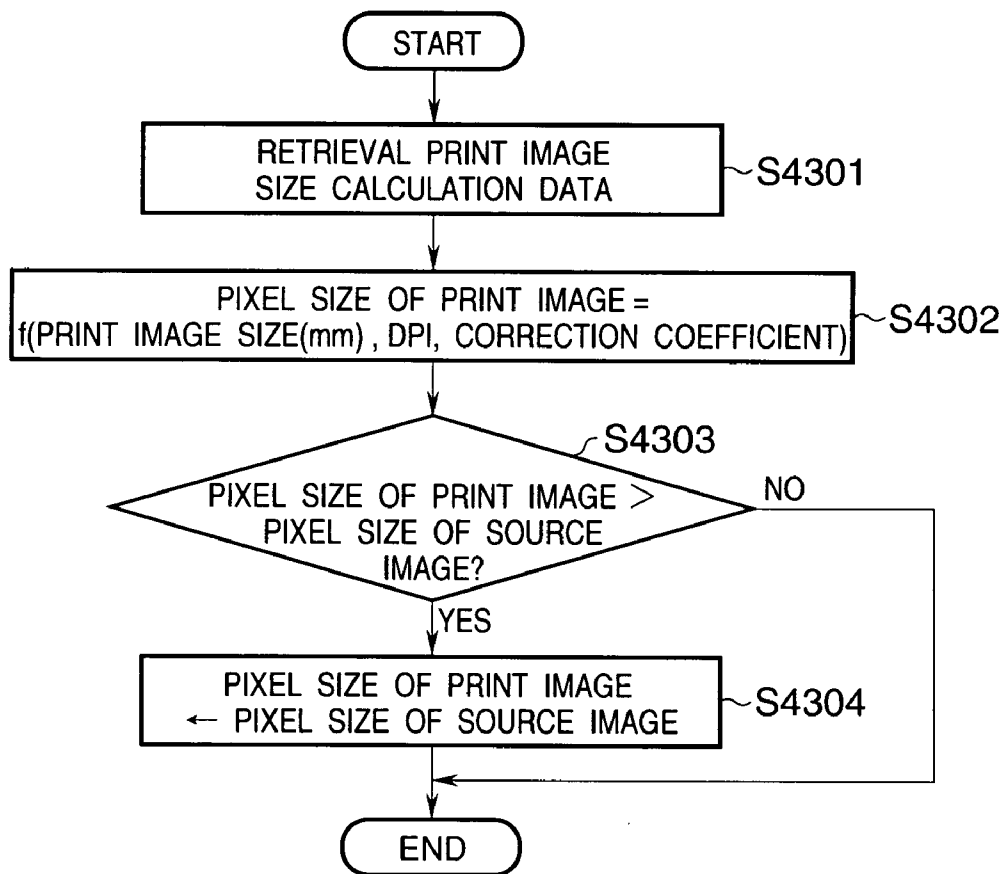 START
RETRIEVAL PRINT IMAGE
SIZE CALCULATION DATA
S4301
PIXEL SIZE OF PRINT IMAGE =
f(PRINT IMAGE SIZE(mm) , DPI, CORRECTION COEFFICIENT)
S4302
S4303
PIXEL SIZE OF PRINT IMAGE >
PIXEL SIZE OF SOURCE
IMAGE?
NO
YES
PIXEL SIZE OF PRINT IMAGE
← PIXEL SIZE OF SOURCE IMAGE
S4304
END